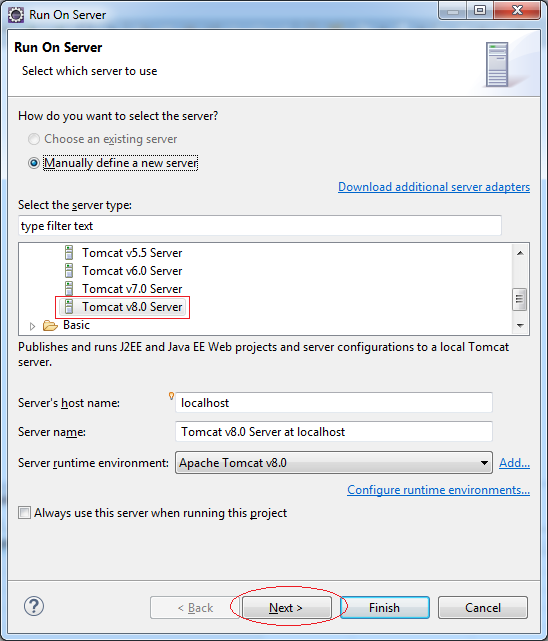 Run On Server
Run On Server
Select which server to use
How do you want to select the server?
Choose an existing server
Manually define a new server
Download additional server adapters
Select the server type:
type filter text
Tomcat v5.5 Server
Tomcat v6.0 Server
Tomcat v7.0 Server
Tomcat v8.0 Server
Basic
Publishes and runs J2EE and Java EE Web projects and server configurations to a local Tomcat
server.
Server's host name: localhost
Server name: Tomcat v8.0 Server at localhost
Server runtime environment: Apache Tomcat v8.0 Add...
Configure runtime environments...
Always use this server when running this project
? < Back Next > Finish Cancel